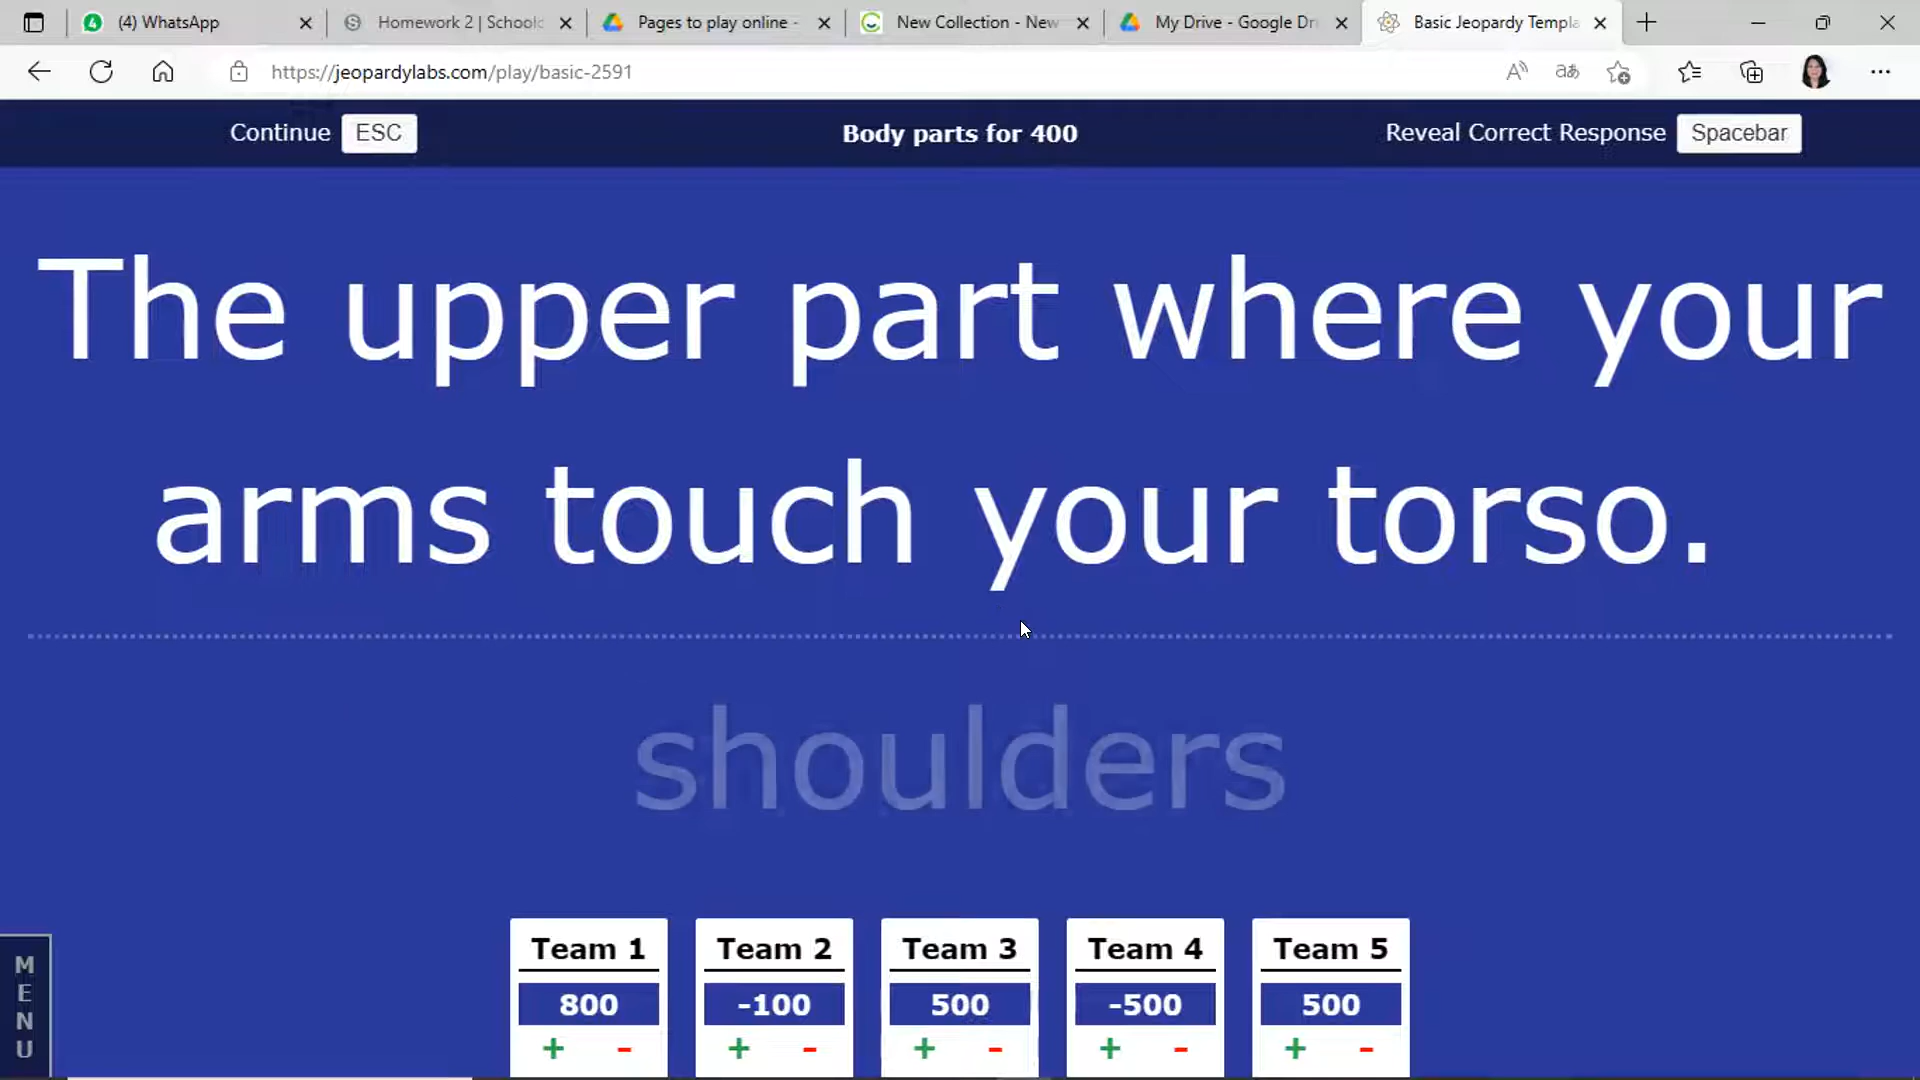 (4) WhatsApp
Homework 2 | Schoolo
Pages to play online -
New Collection - New
My Drive - Google Dri
Basic Jeopardy Templa
https://jeopardylabs.com/play/basic-2591
Continue ESC
Body parts for 400
Reveal Correct Response Spacebar
The upper part where your
arms touch your torso.
shoulders
MENU
Team 1 Team 2 Team 3 Team 4 Team 5
800 -100 500 -500 500
+ - + - + - + - + -